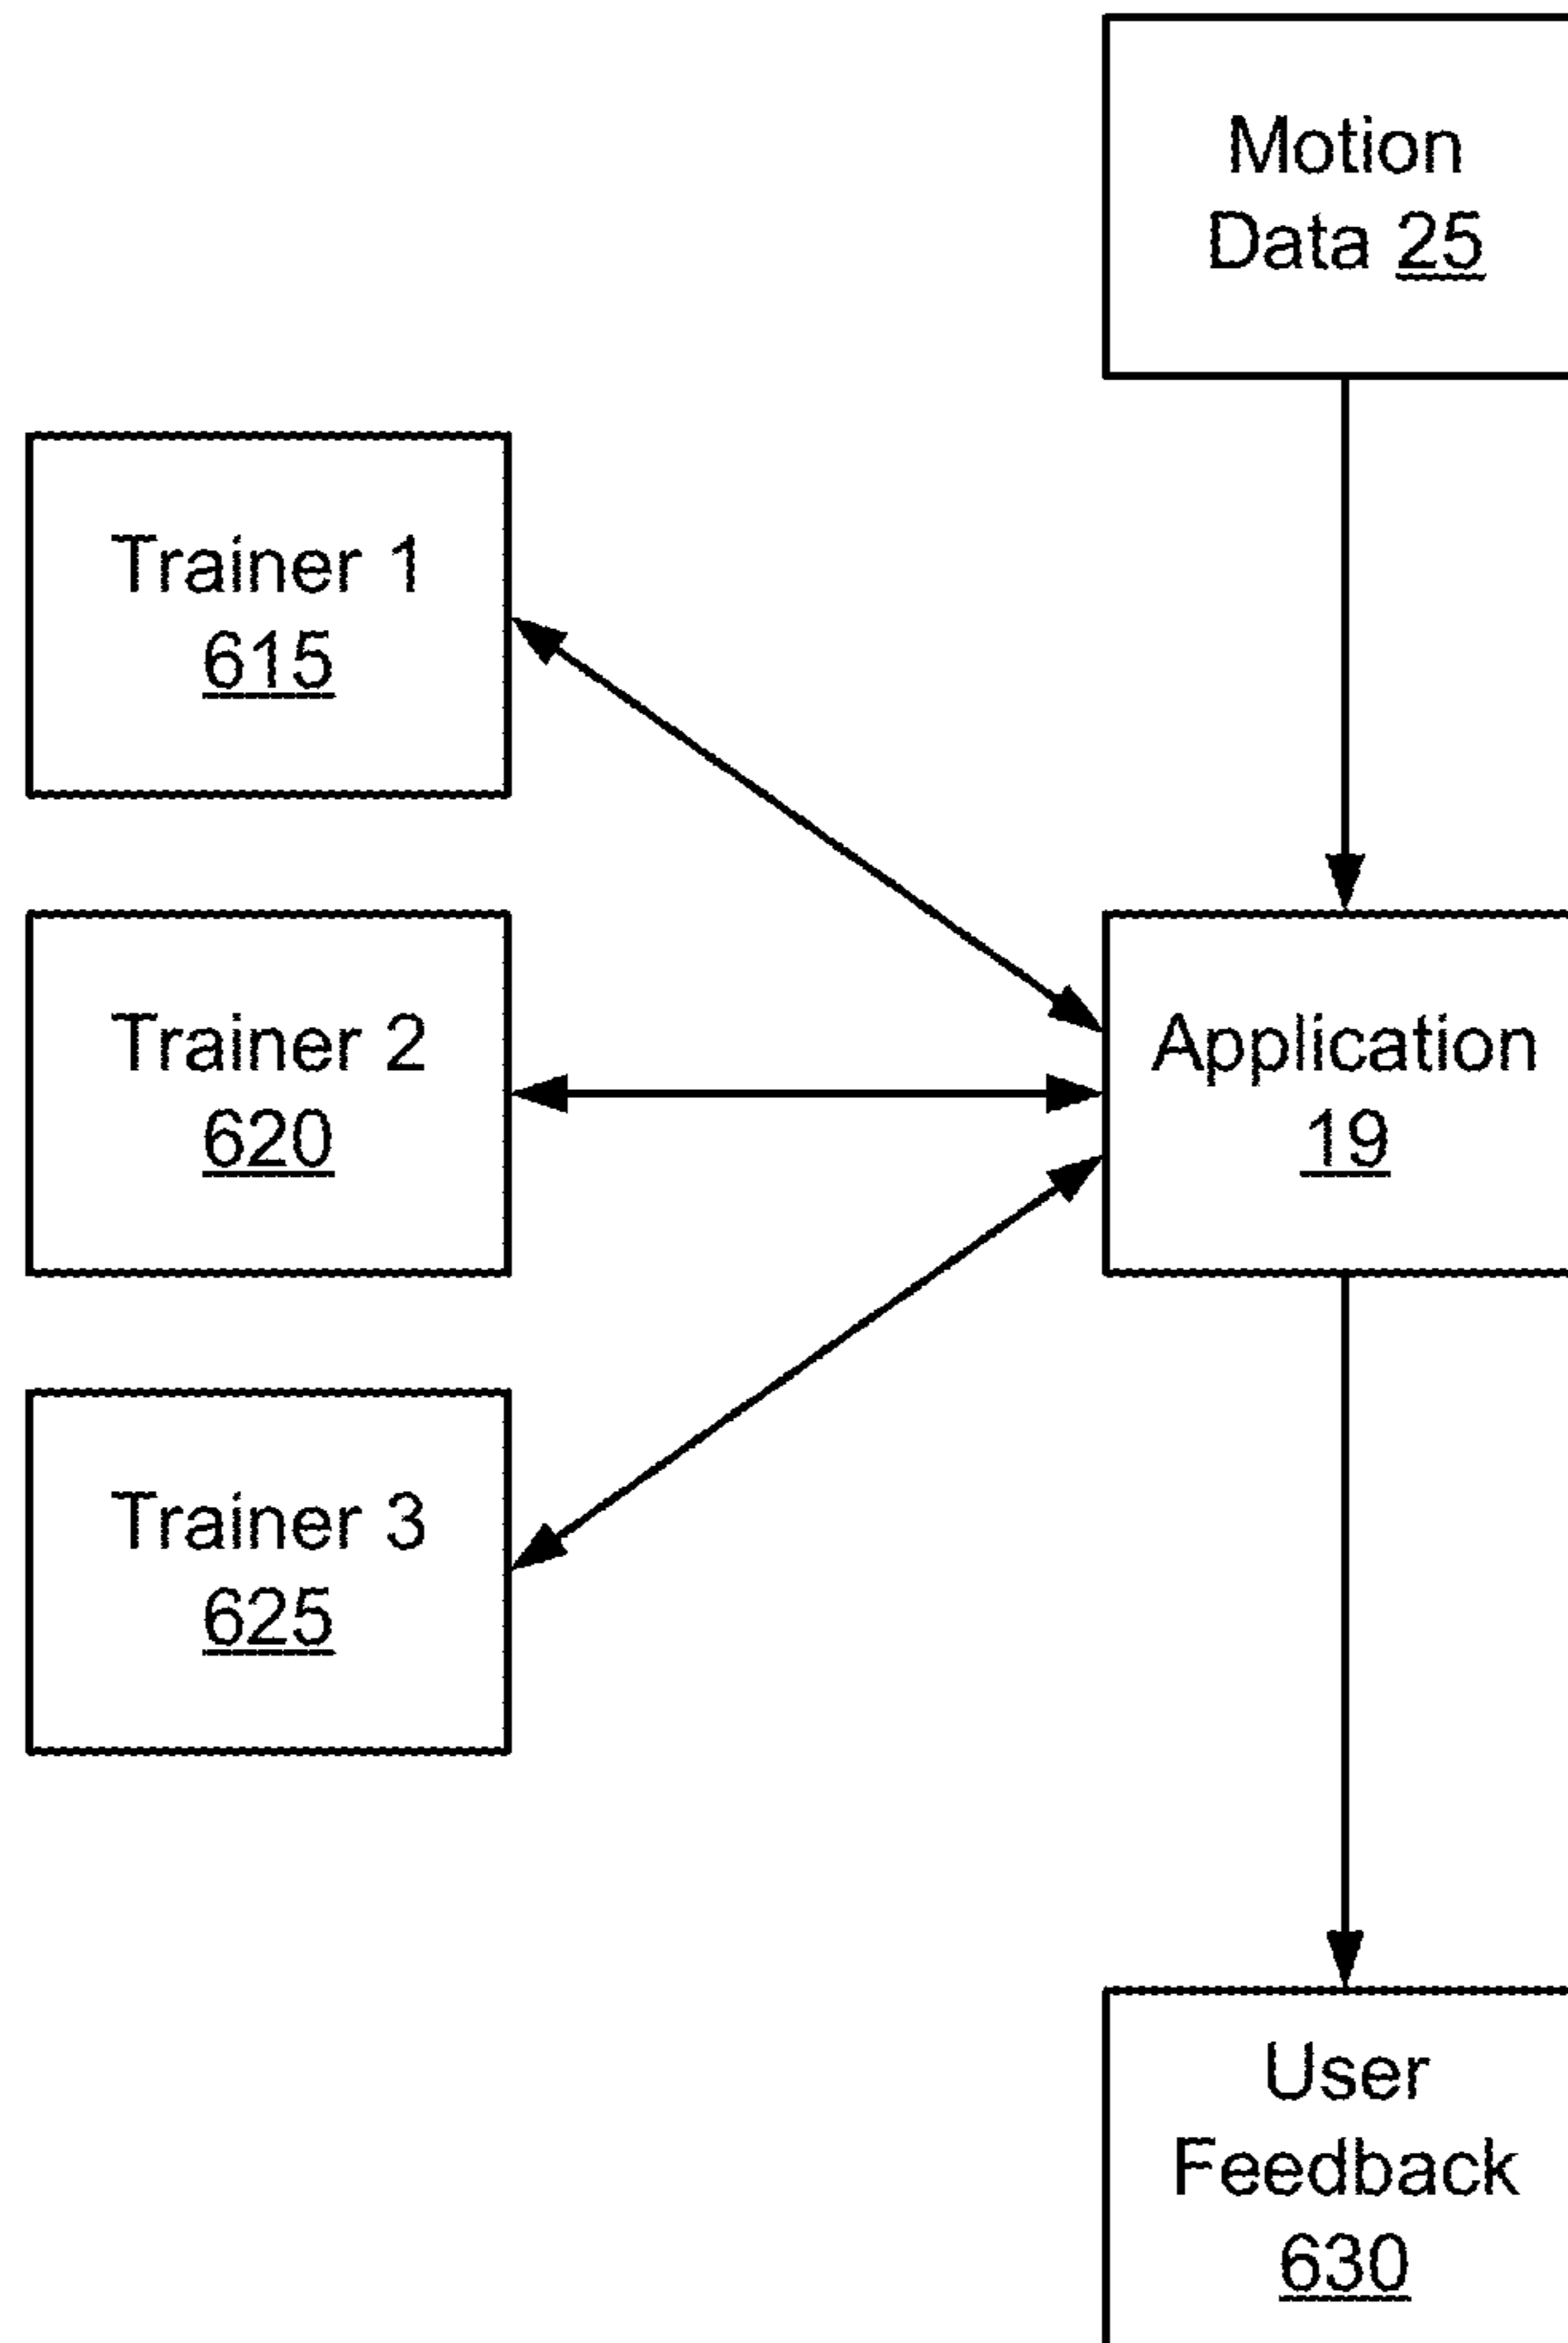 Motion
Data 25
Trainer 1
615
Trainer 2
620
Application
19
Trainer 3
625
User
Feedback
630